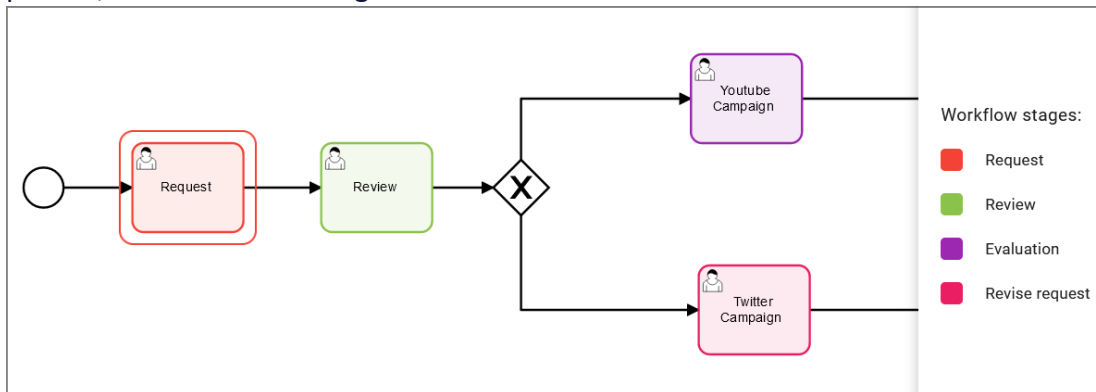 Request
Review
Youtube
Campaign
Twitter
Campaign
Workflow stages:
Request
Review
Evaluation
Revise request